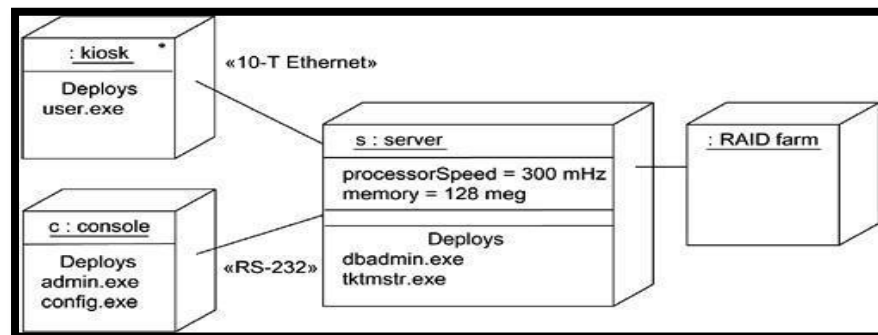 : kiosk *
Deploys
user.exe
«10-T Ethernet»
s : server
processorSpeed = 300 mHz
memory = 128 meg
Deploys
dbadmin.exe
tktmstr.exe
: RAID farm
c : console
Deploys
admin.exe
config.exe
«RS-232»